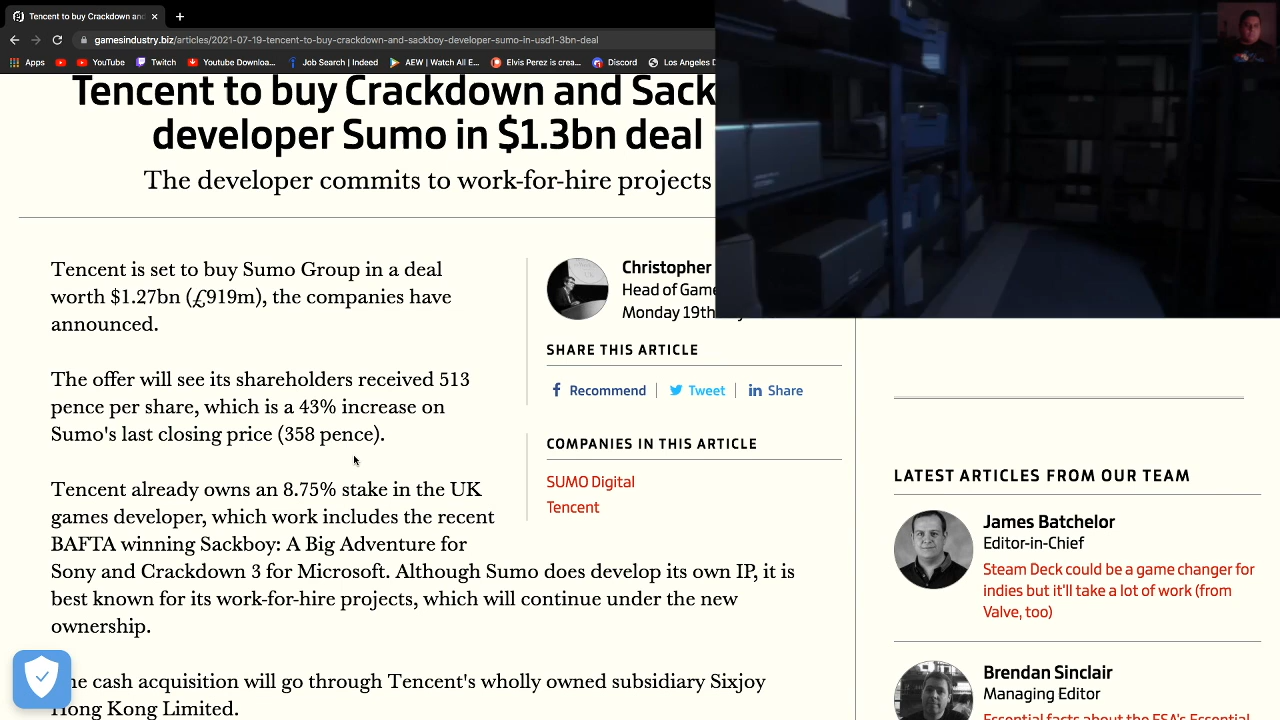 Tencent to buy Crackdown and
gamesindustry.biz/articles/2021-07-19-tencent-to-buy-crackdown-and-sackboy-developer-sumo-in-usd1-3bn-deal
Apps YouTube Twitch Youtube Downloa... Job Search | Indeed AEW | Watch All E... Elvis Perez is crea... Discord Los Angeles D
Tencent to buy Crackdown and Sack
developer Sumo in $1.3bn deal
The developer commits to work-for-hire projects
Tencent is set to buy Sumo Group in a deal
worth $1.27bn (£919m), the companies have
announced.
The offer will see its shareholders received 513
pence per share, which is a 43% increase on
Sumo's last closing price (358 pence).
Tencent already owns an 8.75% stake in the UK
games developer, which work includes the recent
BAFTA winning Sackboy: A Big Adventure for
Sony and Crackdown 3 for Microsoft. Although Sumo does develop its own IP, it is
best known for its work-for-hire projects, which will continue under the new
ownership.
he cash acquisition will go through Tencent's wholly owned subsidiary Sixjoy
Hong Kong Limited.
Christopher
Head of Game
Monday 19th
SHARE THIS ARTICLE
Recommend Tweet Share
COMPANIES IN THIS ARTICLE
SUMO Digital
Tencent
LATEST ARTICLES FROM OUR TEAM
James Batchelor
Editor-in-Chief
Steam Deck could be a game changer for
indies but it'll take a lot of work (from
Valve, too)
Brendan Sinclair
Managing Editor
Essential facts about the ESA's Essential